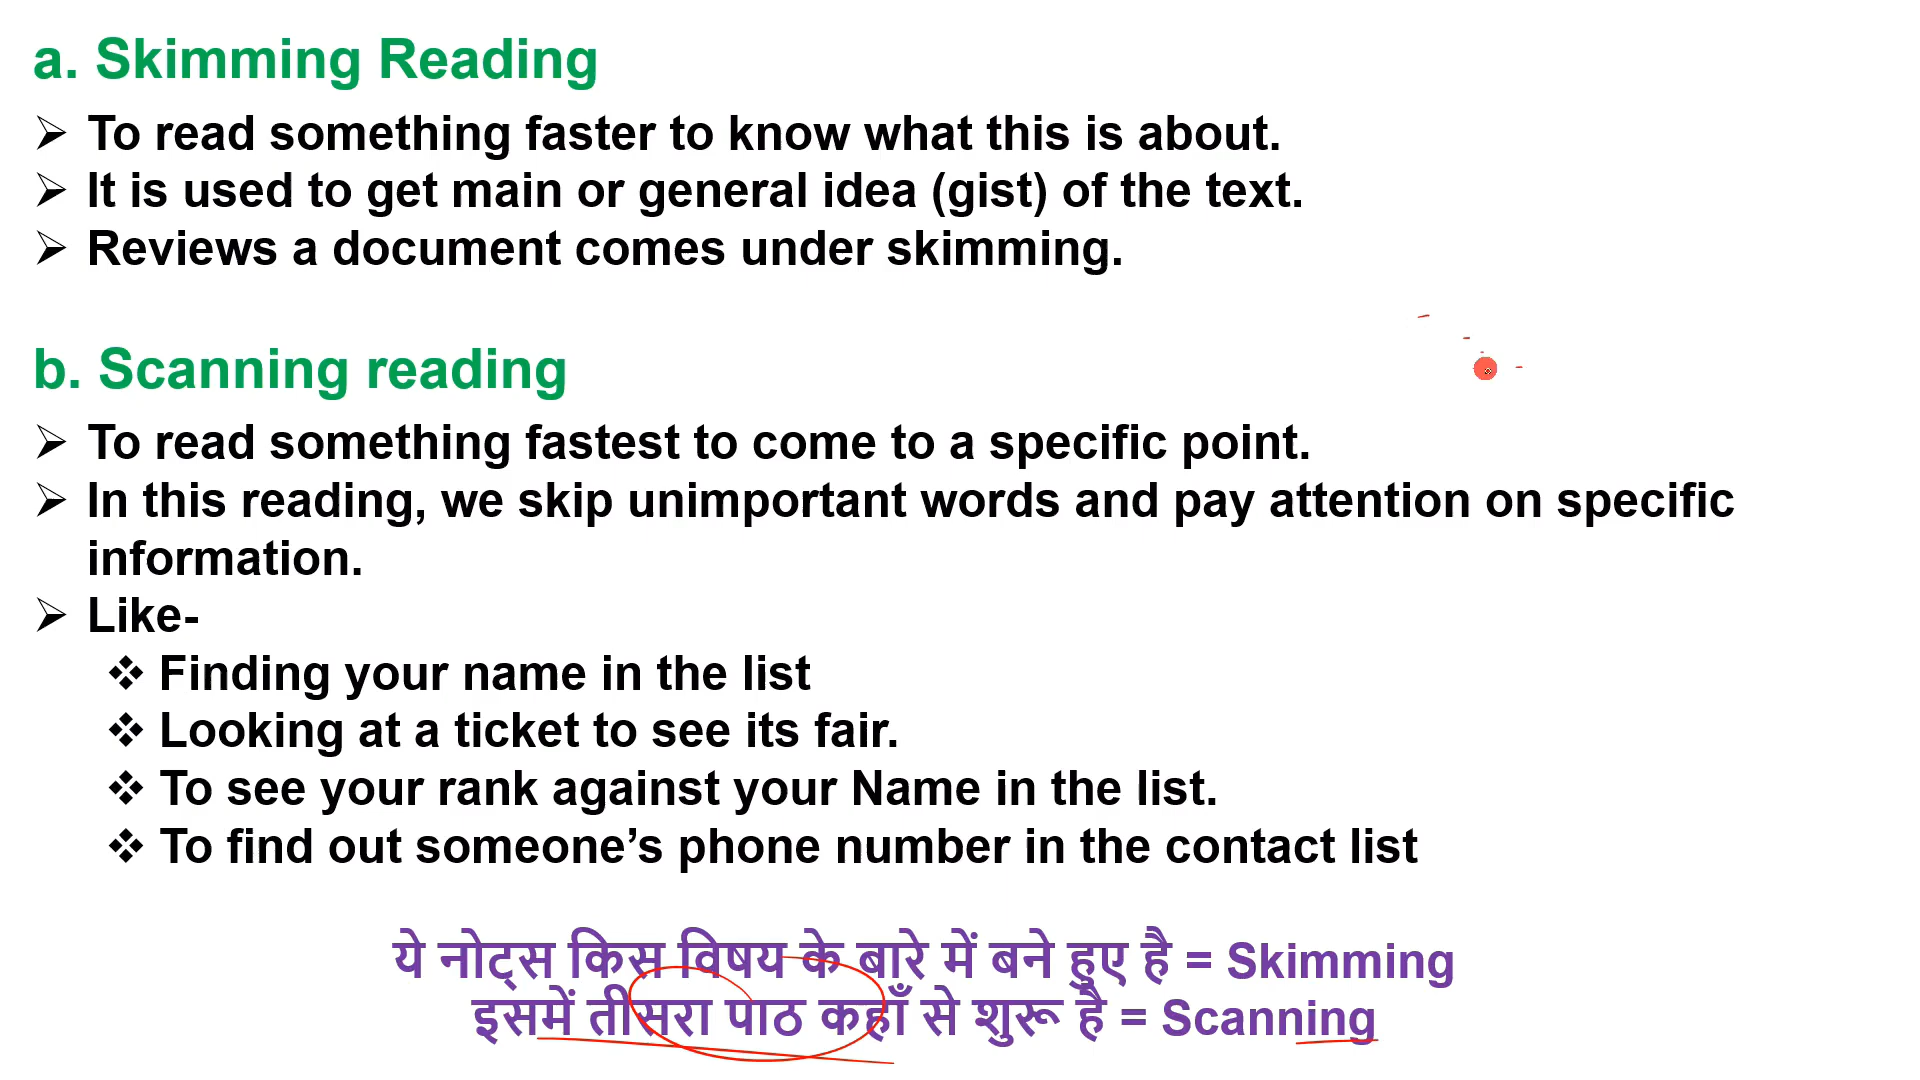 a. Skimming Reading
➢ To read something faster to know what this is about.
➢ It is used to get main or general idea (gist) of the text.
➢ Reviews a document comes under skimming.
b. Scanning reading
➢ To read something fastest to come to a specific point.
➢ In this reading, we skip unimportant words and pay attention on specific
information.
➢ Like-
❖ Finding your name in the list
❖ Looking at a ticket to see its fair.
❖ To see your rank against your Name in the list.
❖ To find out someone’s phone number in the contact list
ये नोट्स किस विषय के बारे में बने हुए है = Skimming
इसमें तीसरा पाठ कहाँ से शुरू है = Scanning